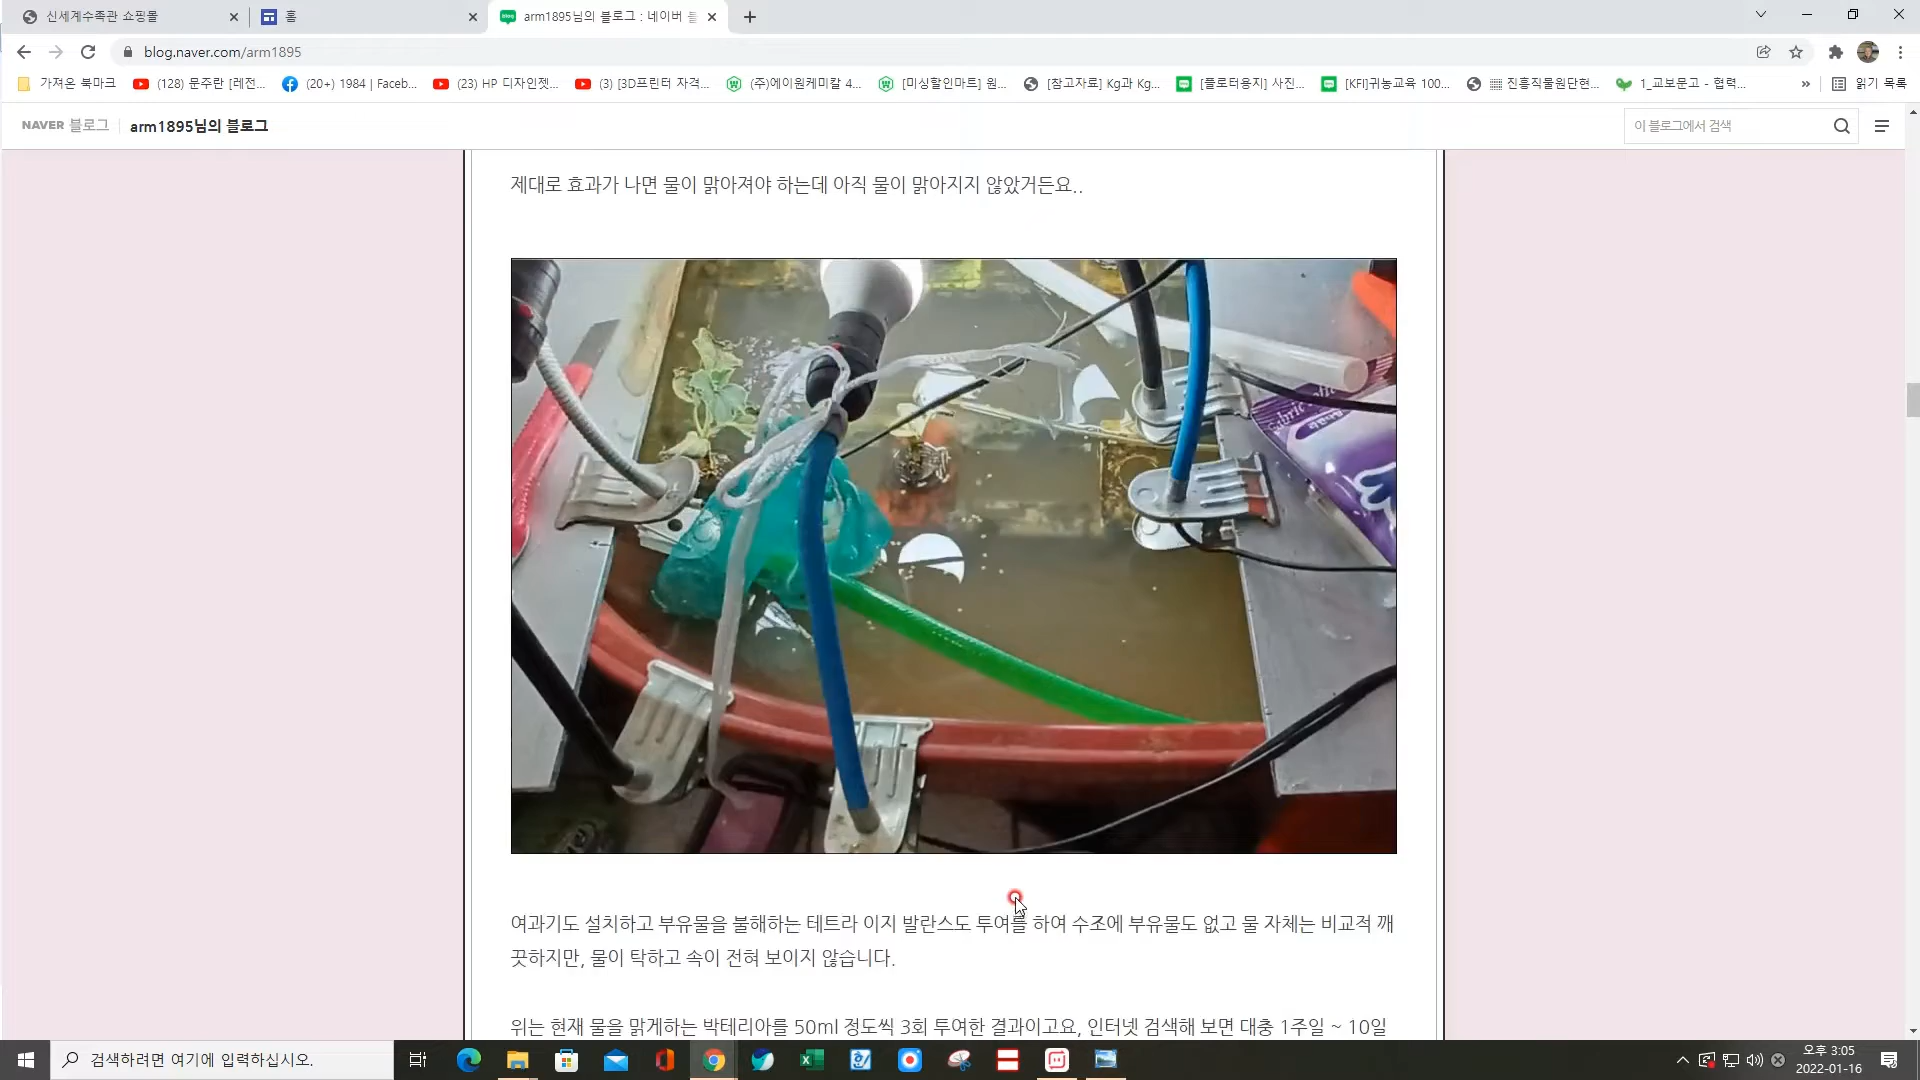 신세계수족관 쇼핑몰
홈
arm1895님의 블로그 : 네이버 블
blog.naver.com/arm1895
가져온 북마크
(128) 문주란 [레전...
(20+) 1984 | Faceb...
(23) HP 디자인젯...
(3) [3D프린터 자격...
(주)에이원케미칼 4...
[미싱할인마트] 원...
[참고자료] Kg과 Kg...
[플로터용지] 사진...
[KFI]귀농교육 100...
진흥직물원단현...
1_교보문고 - 협력...
»
읽기 목록
NAVER 블로그
arm1895님의 블로그
이 블로그에서 검색
제대로 효과가 나면 물이 맑아져야 하는데 아직 물이 맑아지지 않았거든요..
여과기도 설치하고 부유물을 불해하는 테트라 이지 발란스도 투여를 하여 수조에 부유물도 없고 물 자체는 비교적 깨
끗하지만, 물이 탁하고 속이 전혀 보이지 않습니다.
위는 현재 물을 맑게하는 박테리아를 50ml 정도씩 3회 투여한 결과이고요, 인터넷 검색해 보면 대충 1주일 ~ 10일
검색하려면 여기에 입력하십시오.
오후 3:05
2022-01-16